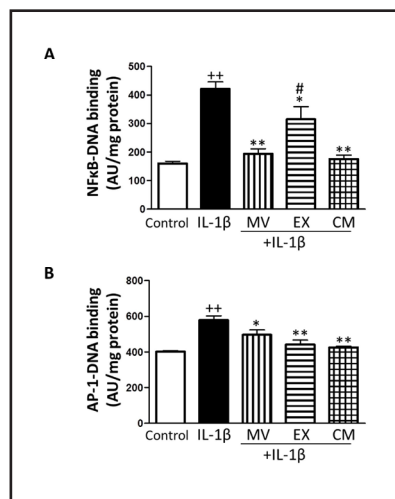 A
NFκB-DNA binding
(AU/mg protein)
500
400
300
200
100
0
++
**
#
*
**
Control IL-1β MV EX CM
+IL-1β
B
AP-1-DNA binding
(AU/mg protein)
800
600
400
200
0
++
*
**
**
Control IL-1β MV EX CM
+IL-1β